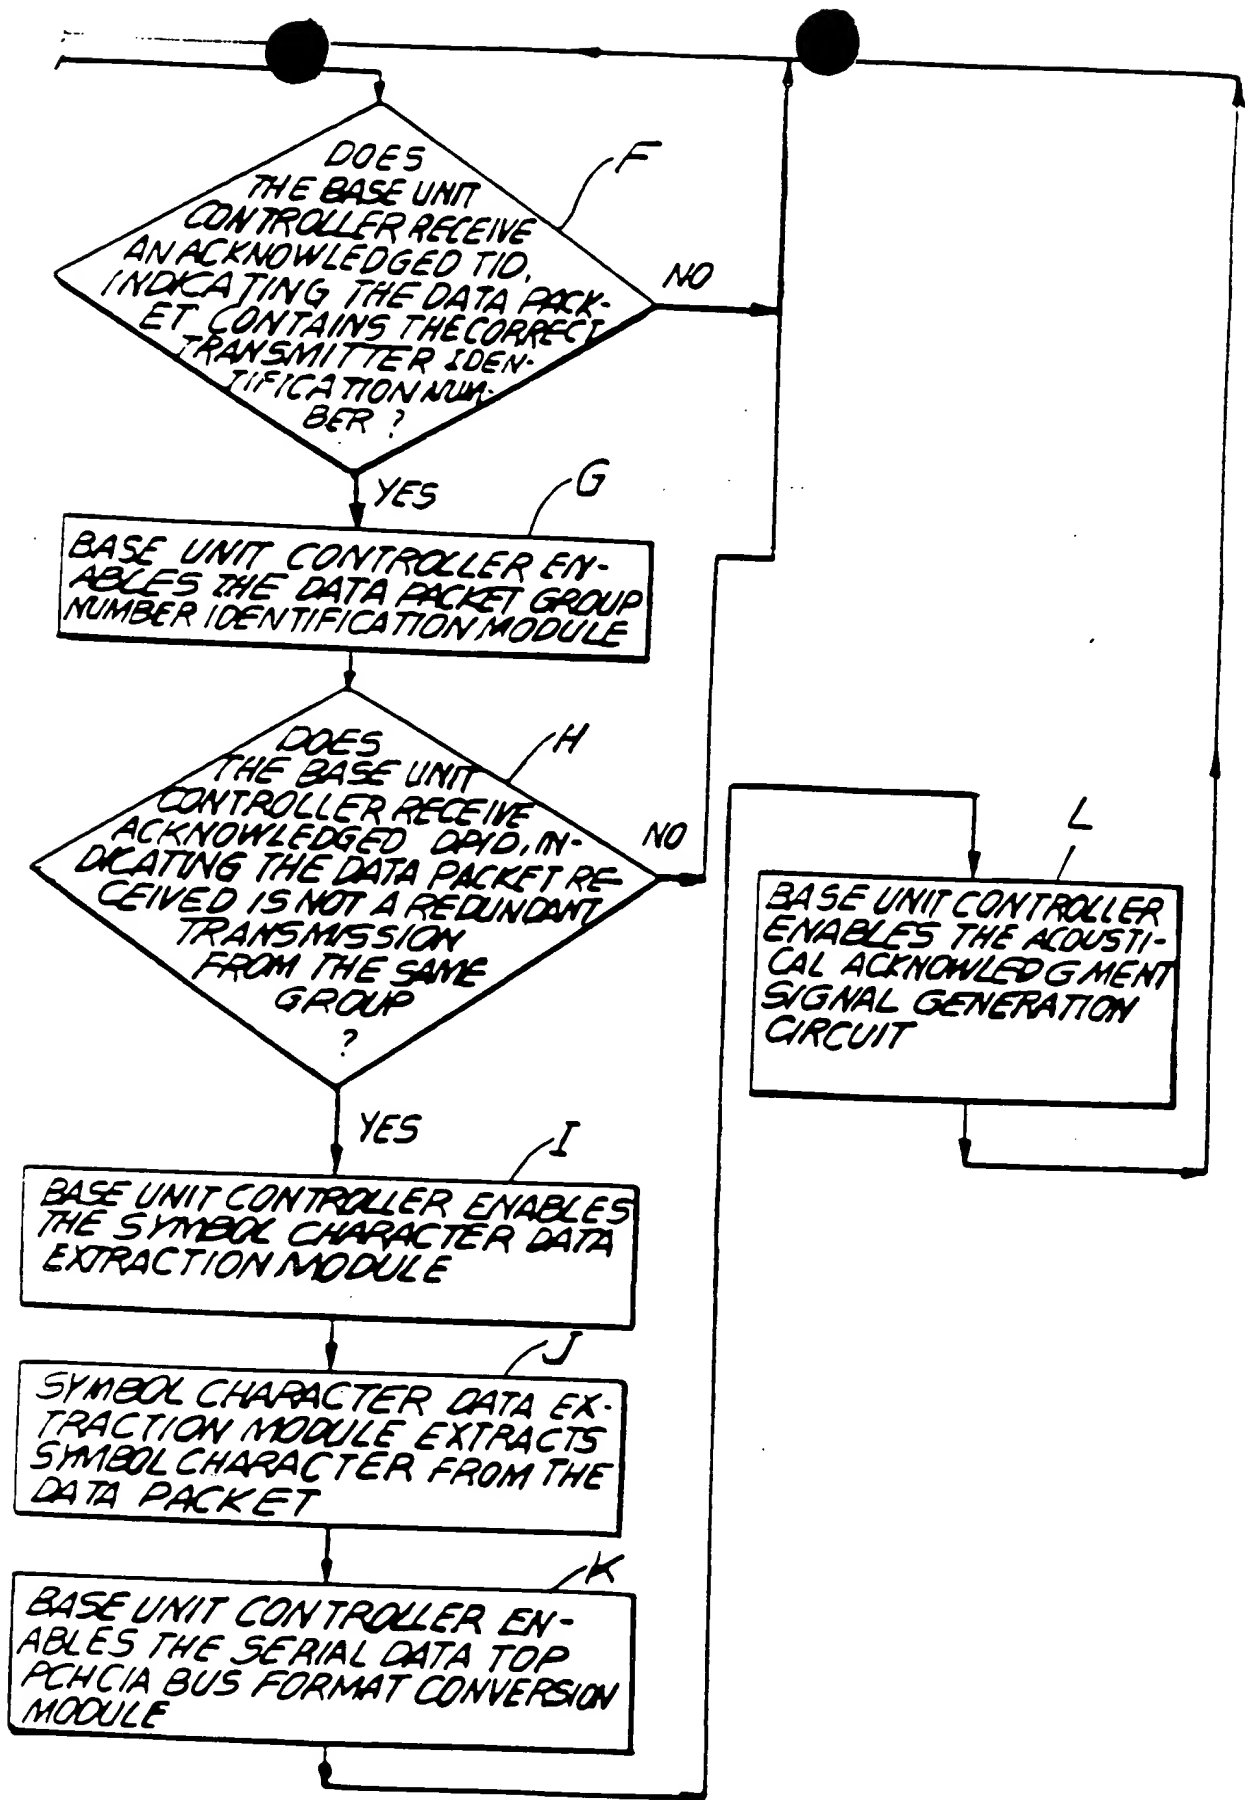 DOES
THE BASE UNIT
CONTROLLER RECEIVE
AN ACKNOWLEDGED TID,
INDICATING THE DATA PACK-
ET CONTAINS THE CORRECT
TRANSMITTER IDEN-
TIFICATION NUM-
BER ?
F
NO
YES
G
BASE UNIT CONTROLLER EN-
ABLES THE DATA PACKET GROUP
NUMBER IDENTIFICATION MODULE
DOES
THE BASE UNIT
CONTROLLER RECEIVE
ACKNOWLEDGED DPID, IN-
DICATING THE DATA PACKET RE-
CEIVED IS NOT A REDUNDANT
TRANSMISSION
FROM THE SAME
GROUP
?
H
NO
YES
I
BASE UNIT CONTROLLER ENABLES
THE SYMBOL CHARACTER DATA
EXTRACTION MODULE
J
SYMBOL CHARACTER DATA EX-
TRACTION MODULE EXTRACTS
SYMBOL CHARACTER FROM THE
DATA PACKET
K
BASE UNIT CONTROLLER EN-
ABLES THE SERIAL DATA TOP
PCHCIA BUS FORMAT CONVERSION
MODULE
L
BASE UNIT CONTROLLER
ENABLES THE ACOUSTI-
CAL ACKNOWLEDGMENT
SIGNAL GENERATION
CIRCUIT